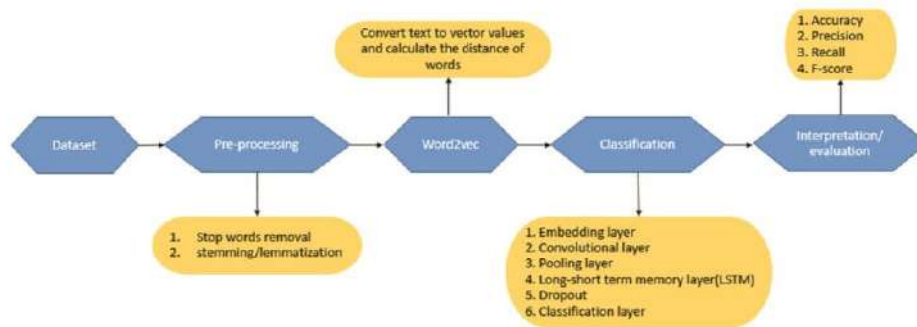 Convert text to vector values
and calculate the distance of
words
1. Accuracy
2. Precision
3. Recall
4. F-score
Dataset
Pre-processing
Word2vec
Classification
Interpretation/
evaluation
1. Stop words removal
2. stemming/lemmatization
1. Embedding layer
2. Convolutional layer
3. Pooling layer
4. Long-short term memory layer(LSTM)
5. Dropout
6. Classification layer